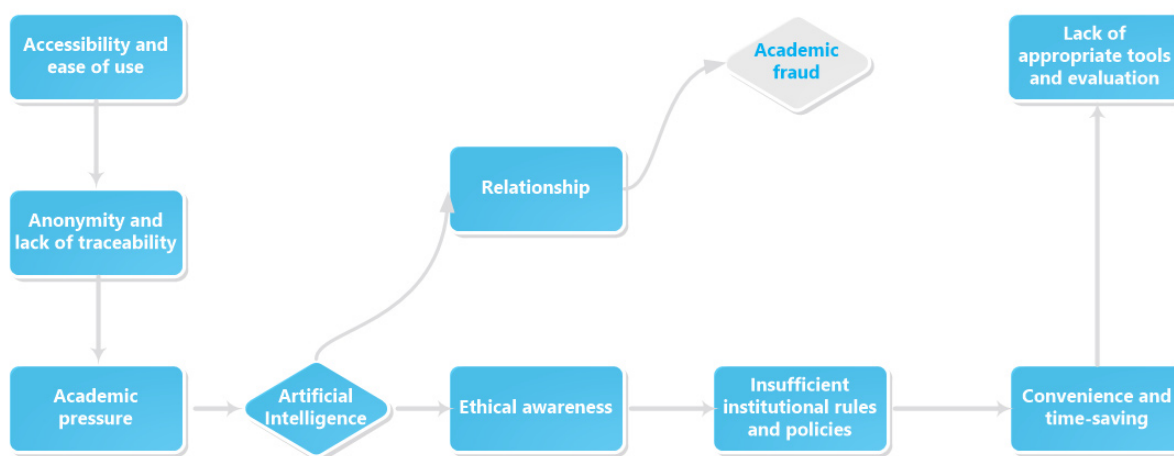 Accessibility and
ease of use
Academic
fraud
Lack of
appropriate tools
and evaluation
Relationship
Anonymity and
lack of traceability
Academic
pressure
Artificial
Intelligence
Ethical awareness
Insufficient
institutional rules
and policies
Convenience and
time-saving